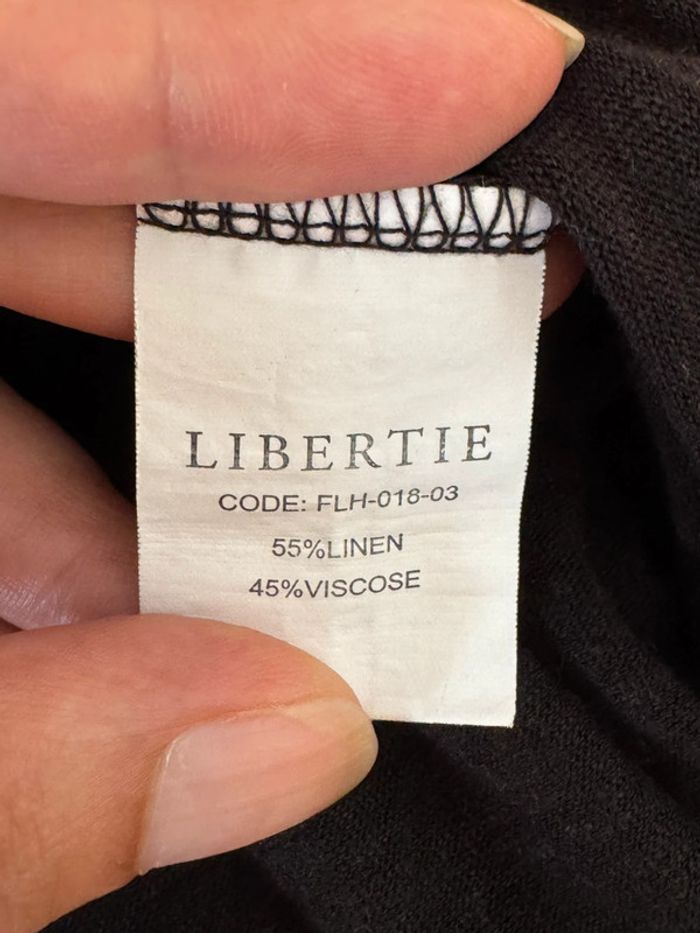 LIBERTIE
CODE: FLH-018-03
55%LINEN
45%VISCOSE